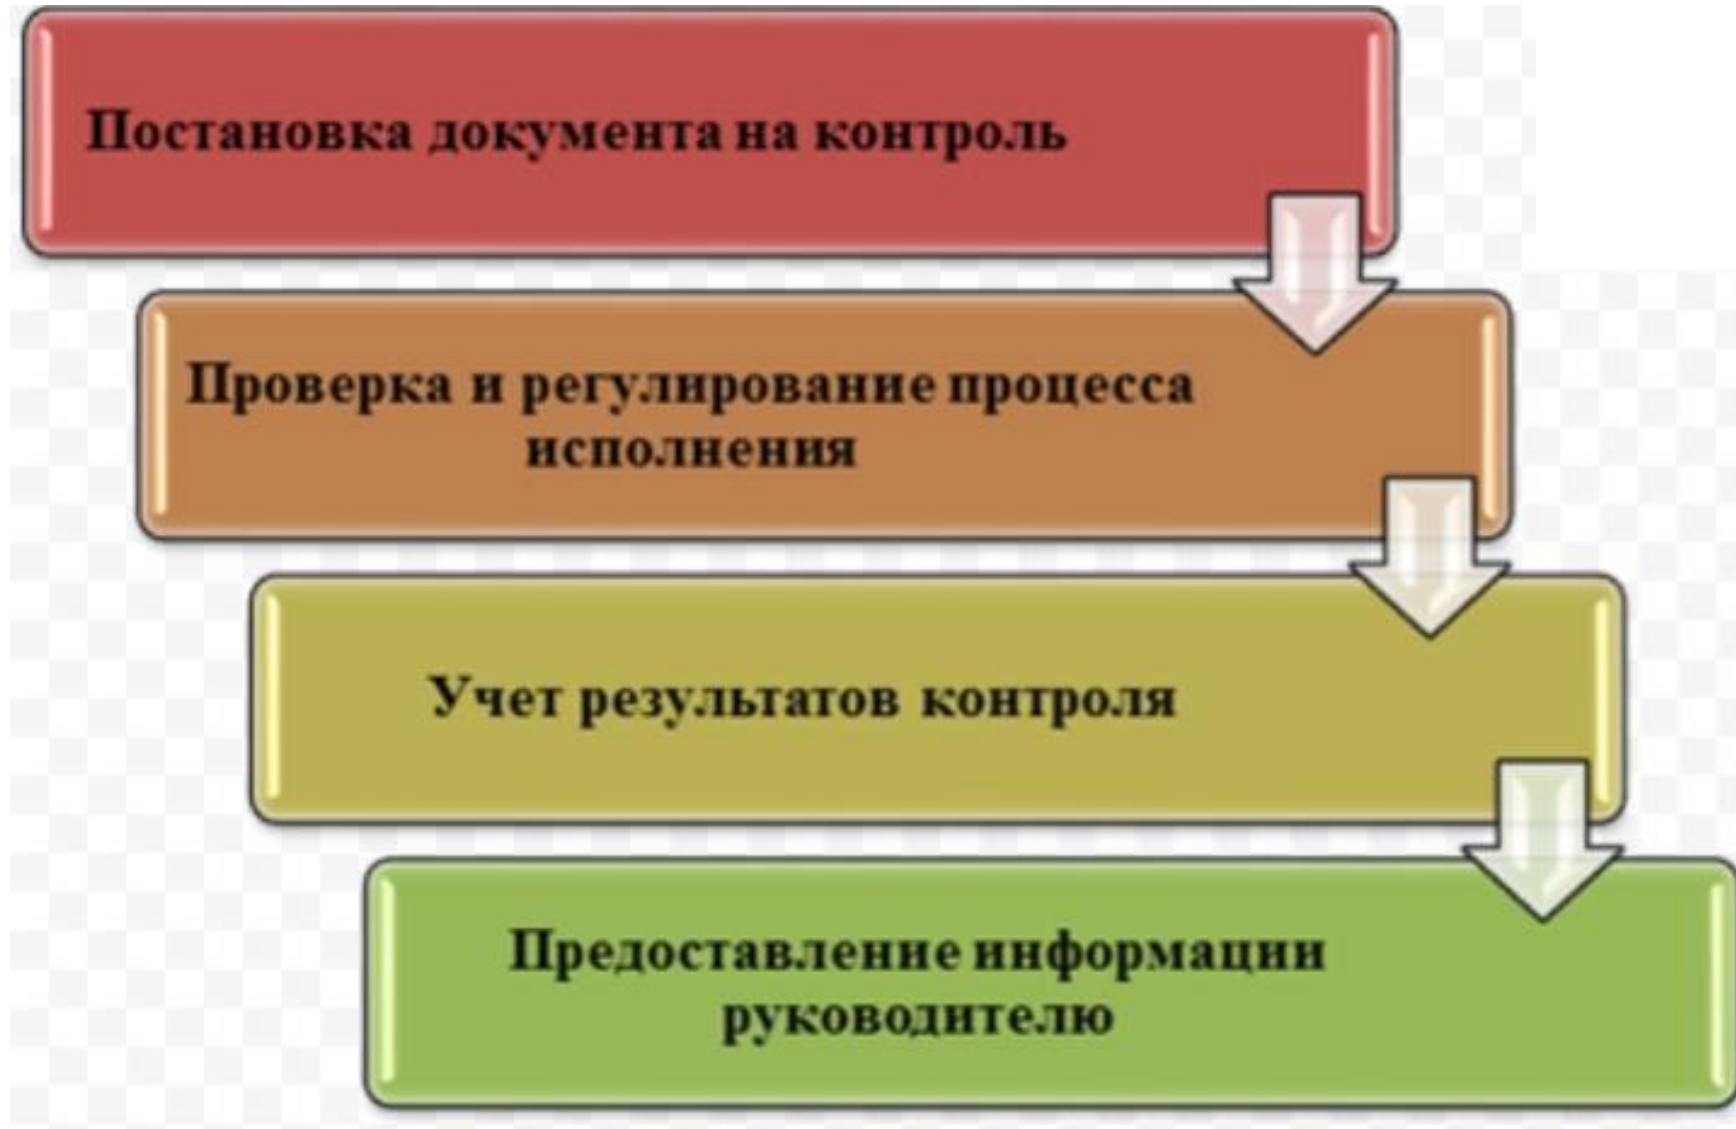 Постановка документа на контроль
Проверка и регулирование процесса
исполнения
Учет результатов контроля
Предоставление информации
руководителю